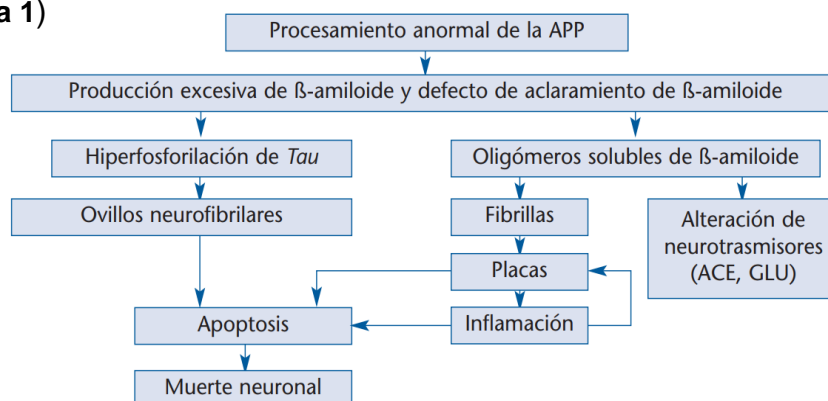 a 1)
Procesamiento anormal de la APP
Producción excesiva de ß-amiloide y defecto de aclaramiento de ß-amiloide
Hiperfosforilación de Tau
Oligómeros solubles de ß-amiloide
Ovillos neurofibrilares
Fibrillas
Alteración de
neurotrasmisores
(ACE, GLU)
Placas
Apoptosis
Inflamación
Muerte neuronal